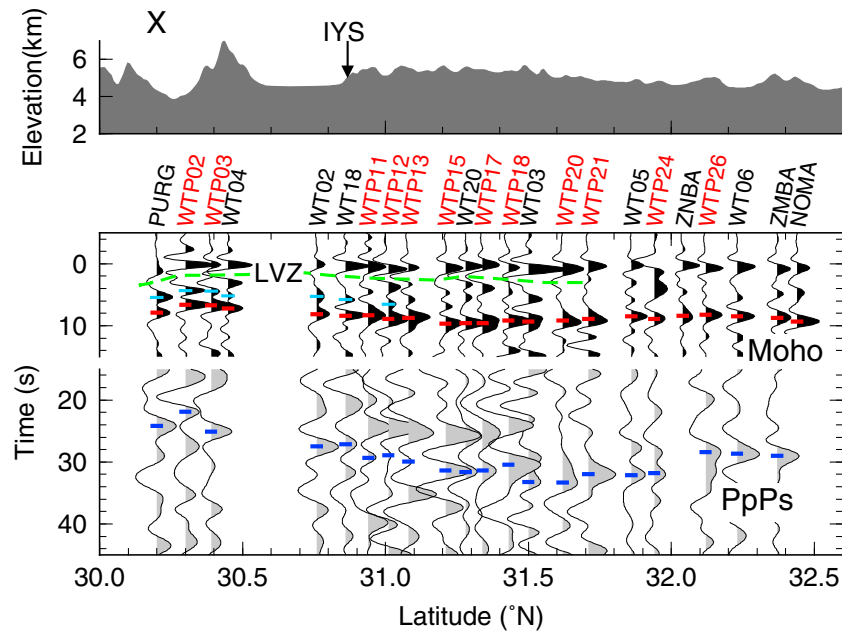 X
IYS
Elevation(km)
6
4
2
PURG WTP02 WTP03 WT04 WT02 WT18 WTP11 WTP12 WTP13 WTP15 WT20 WTP17 WTP18 WT03 WTP20 WTP21 WT05 WTP24 ZNBA WTP26 WT06 ZMBA NOMA
0
LVZ
10
Moho
Time (s)
20
30
PpPs
40
30.0 30.5 31.0 31.5 32.0 32.5
Latitude (°N)